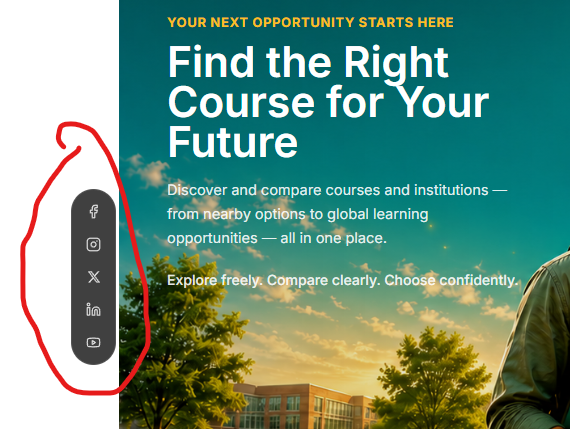 YOUR NEXT OPPORTUNITY STARTS HERE
Find the Right
Course for Your
Future
Discover and compare courses and institutions —
from nearby options to global learning
opportunities — all in one place.
Explore freely. Compare clearly. Choose confidently.